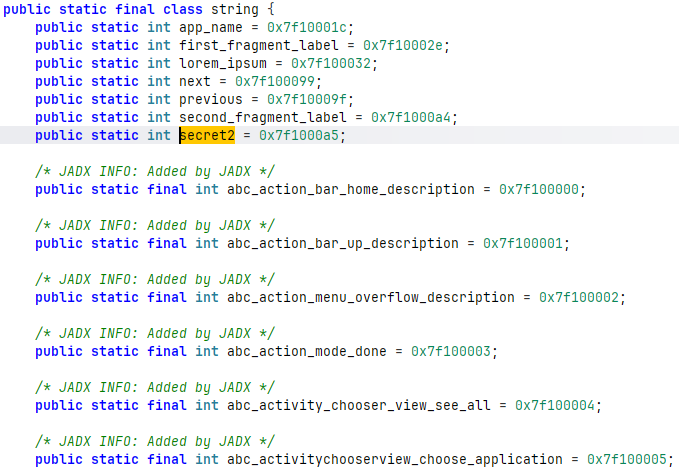 public static final class string {
public static int app_name = 0x7f10001c;
public static int first_fragment_label = 0x7f10002e;
public static int lorem_ipsum = 0x7f100032;
public static int next = 0x7f100099;
public static int previous = 0x7f10009f;
public static int second_fragment_label = 0x7f1000a4;
public static int secret2 = 0x7f1000a5;
/* JADX INFO: Added by JADX */
public static final int abc_action_bar_home_description = 0x7f100000;
/* JADX INFO: Added by JADX */
public static final int abc_action_bar_up_description = 0x7f100001;
/* JADX INFO: Added by JADX */
public static final int abc_action_menu_overflow_description = 0x7f100002;
/* JADX INFO: Added by JADX */
public static final int abc_action_mode_done = 0x7f100003;
/* JADX INFO: Added by JADX */
public static final int abc_activity_chooser_view_see_all = 0x7f100004;
/* JADX INFO: Added by JADX */
public static final int abc_activitychooserview_choose_application = 0x7f100005;